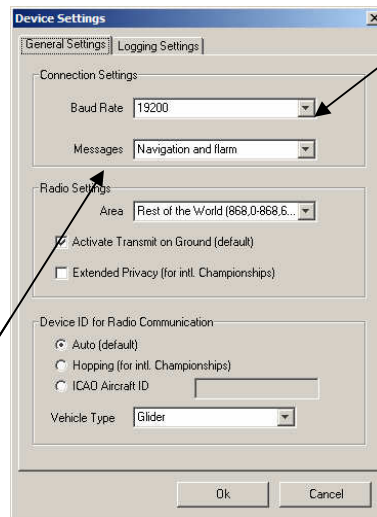 Device Settings
General Settings Logging Settings
Connection Settings
Baud Rate 19200
Messages Navigation and flarm
Radio Settings
Area Rest of the World (868,0-868,6...
Activate Transmit on Ground (default)
Extended Privacy (for intl. Championships)
Device ID for Radio Communication
Auto (default)
Hopping (for intl. Championships)
ICAO Aircraft ID
Vehicle Type Glider
Ok Cancel